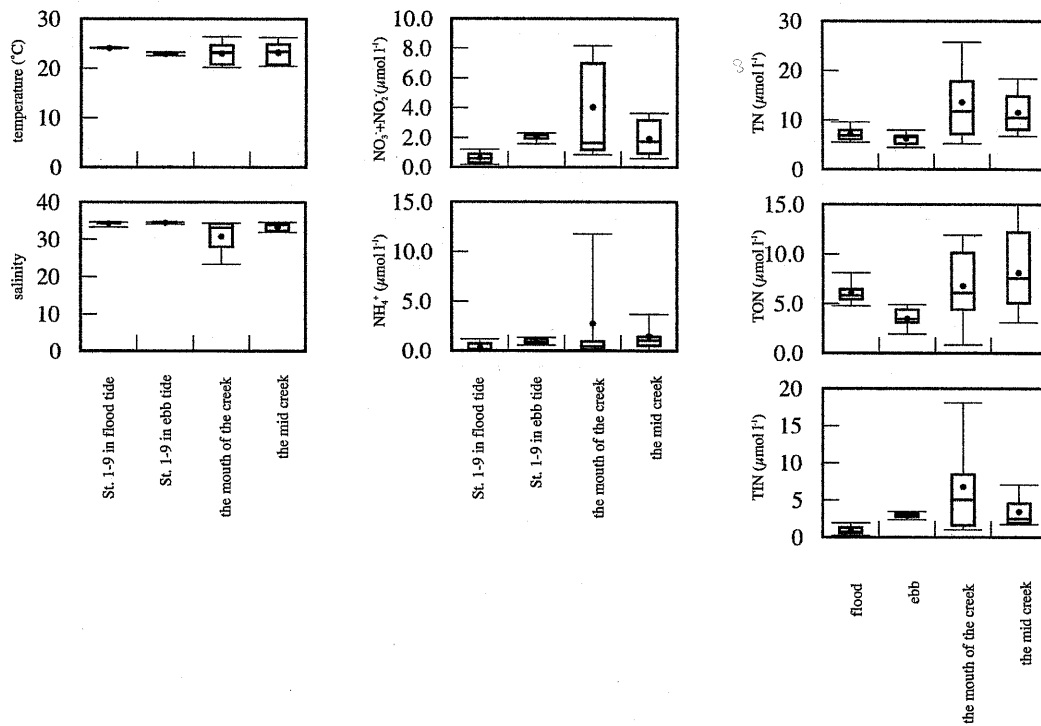 temperature (°C)
30
20
10
0
salinity
40
30
20
10
0
St. 1-9 in flood tide
St. 1-9 in ebb tide
the mouth of the creek
the mid creek
NO₃⁻+NO₂⁻(μmol l⁻¹)
10.0
8.0
6.0
4.0
2.0
0.0
NH₄⁺ (μmol l⁻¹)
15.0
10.0
5.0
0.0
St. 1-9 in flood tide
St. 1-9 in ebb tide
the mouth of the creek
the mid creek
TN (μmol l⁻¹)
30
20
10
0
TON (μmol l⁻¹)
15.0
10.0
5.0
0.0
TIN (μmol l⁻¹)
20
15
10
5
0
flood
ebb
the mouth of the creek
the mid creek